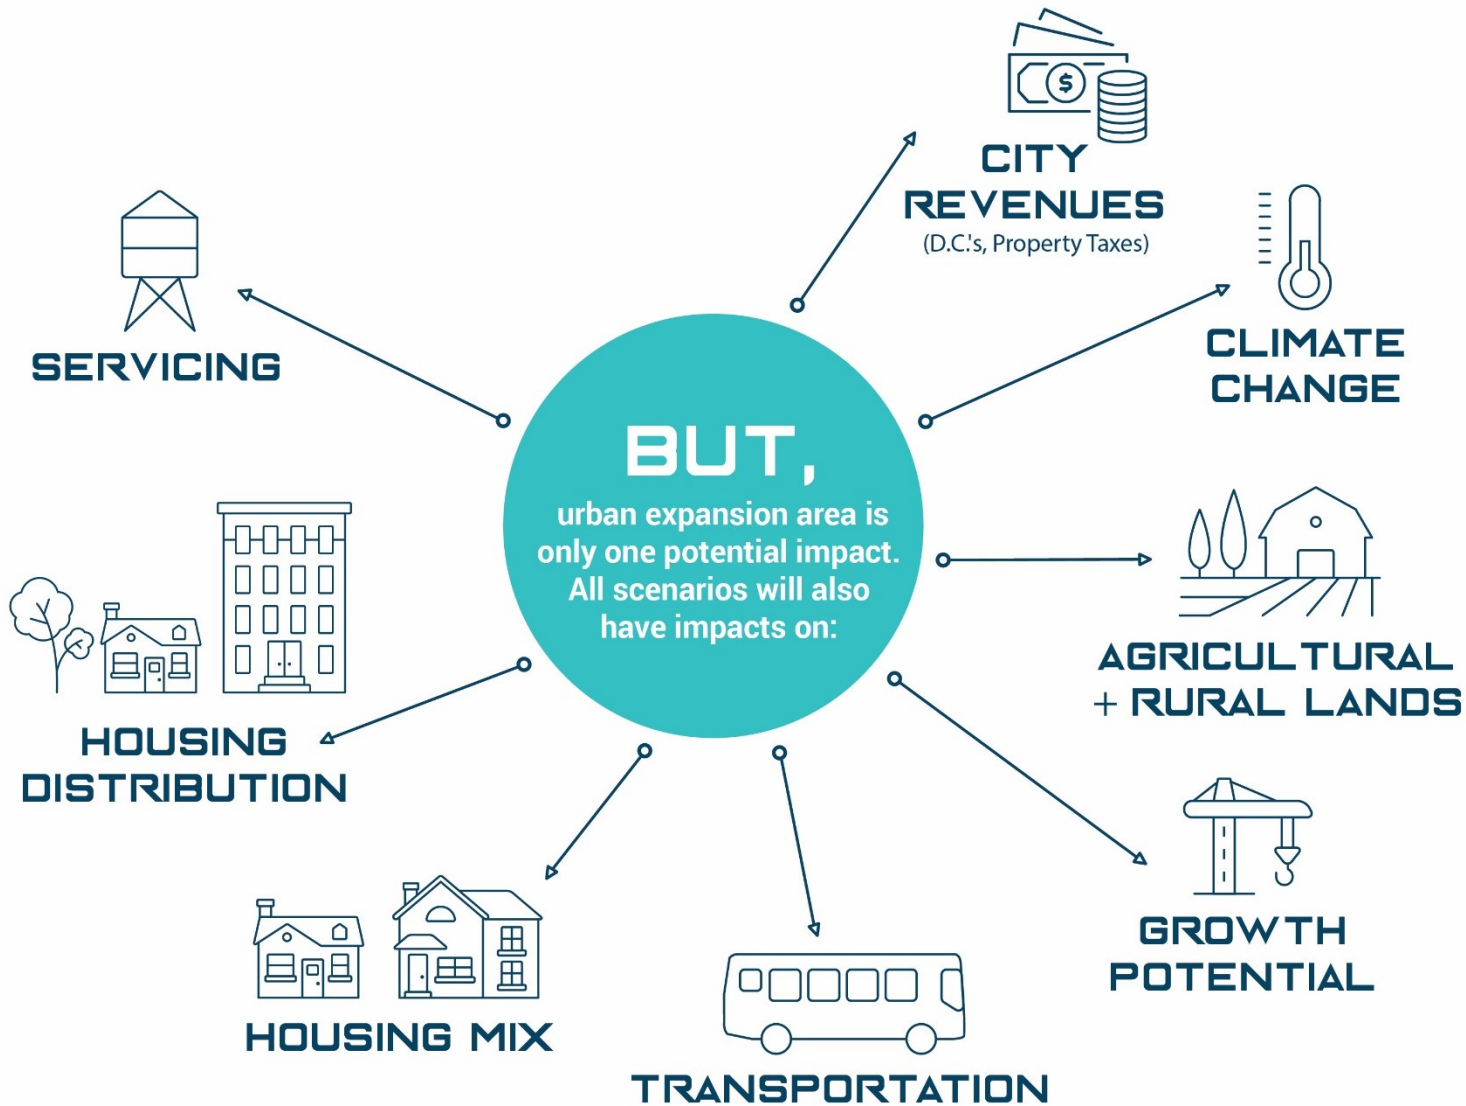 BUT,
urban expansion area is
only one potential impact.
All scenarios will also
have impacts on:
$
CITY
REVENUES
(D.C.'s, Property Taxes)
CLIMATE
CHANGE
AGRICULTURAL
+ RURAL LANDS
GROWTH
POTENTIAL
TRANSPORTATION
HOUSING MIX
HOUSING
DISTRIBUTION
SERVICING